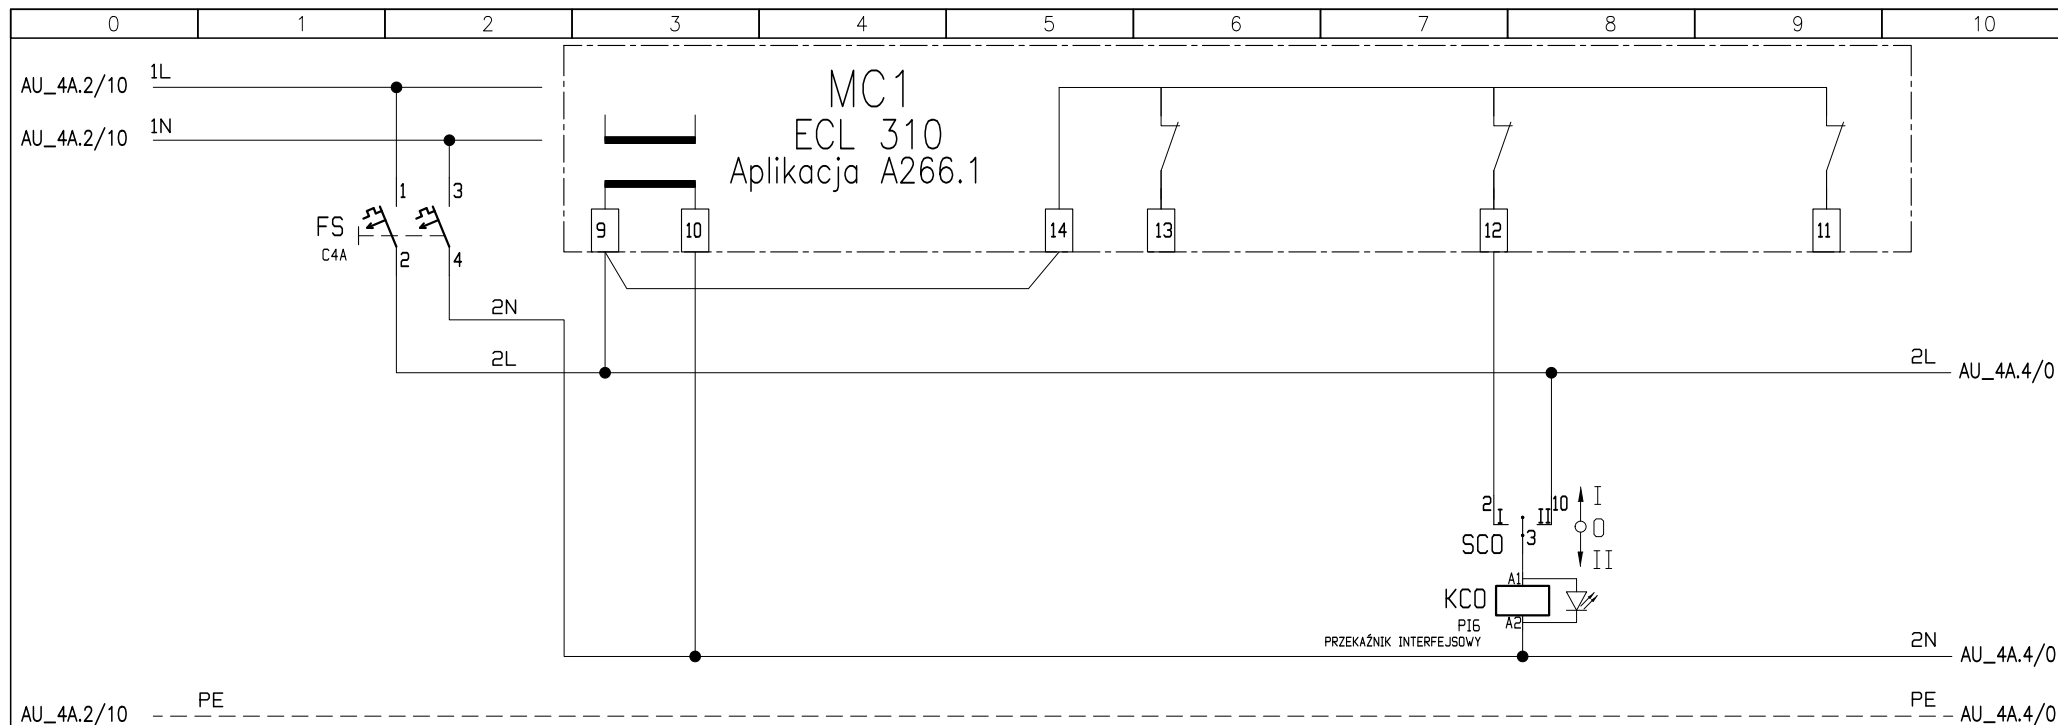 0 1 2 3 4 5 6 7 8 9 10
AU_4A.2/10 1L
AU_4A.2/10 1N
MC1
ECL 310
Aplikacja A266.1
1 3
FS
C4A
2 4
9 10 14 13 12 11
2N
2L
2L AU_4A.4/0
2 I II 10 I
SCO 3 0
II
A1
KCO
PI6 A2
PRZEKAŹNIK INTERFEJSOWY
2N AU_4A.4/0
AU_4A.2/10 PE PE AU_4A.4/0